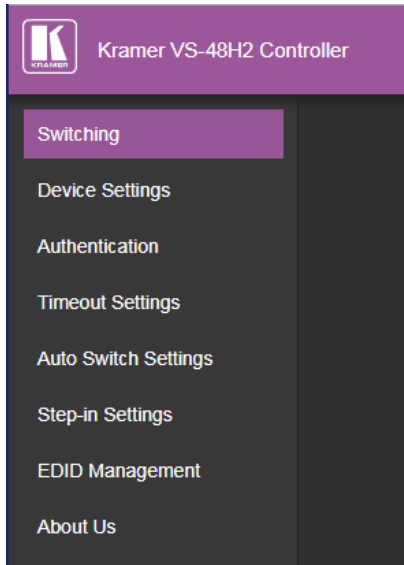 KRAMER
Kramer VS-48H2 Controller
Switching
Device Settings
Authentication
Timeout Settings
Auto Switch Settings
Step-in Settings
EDID Management
About Us